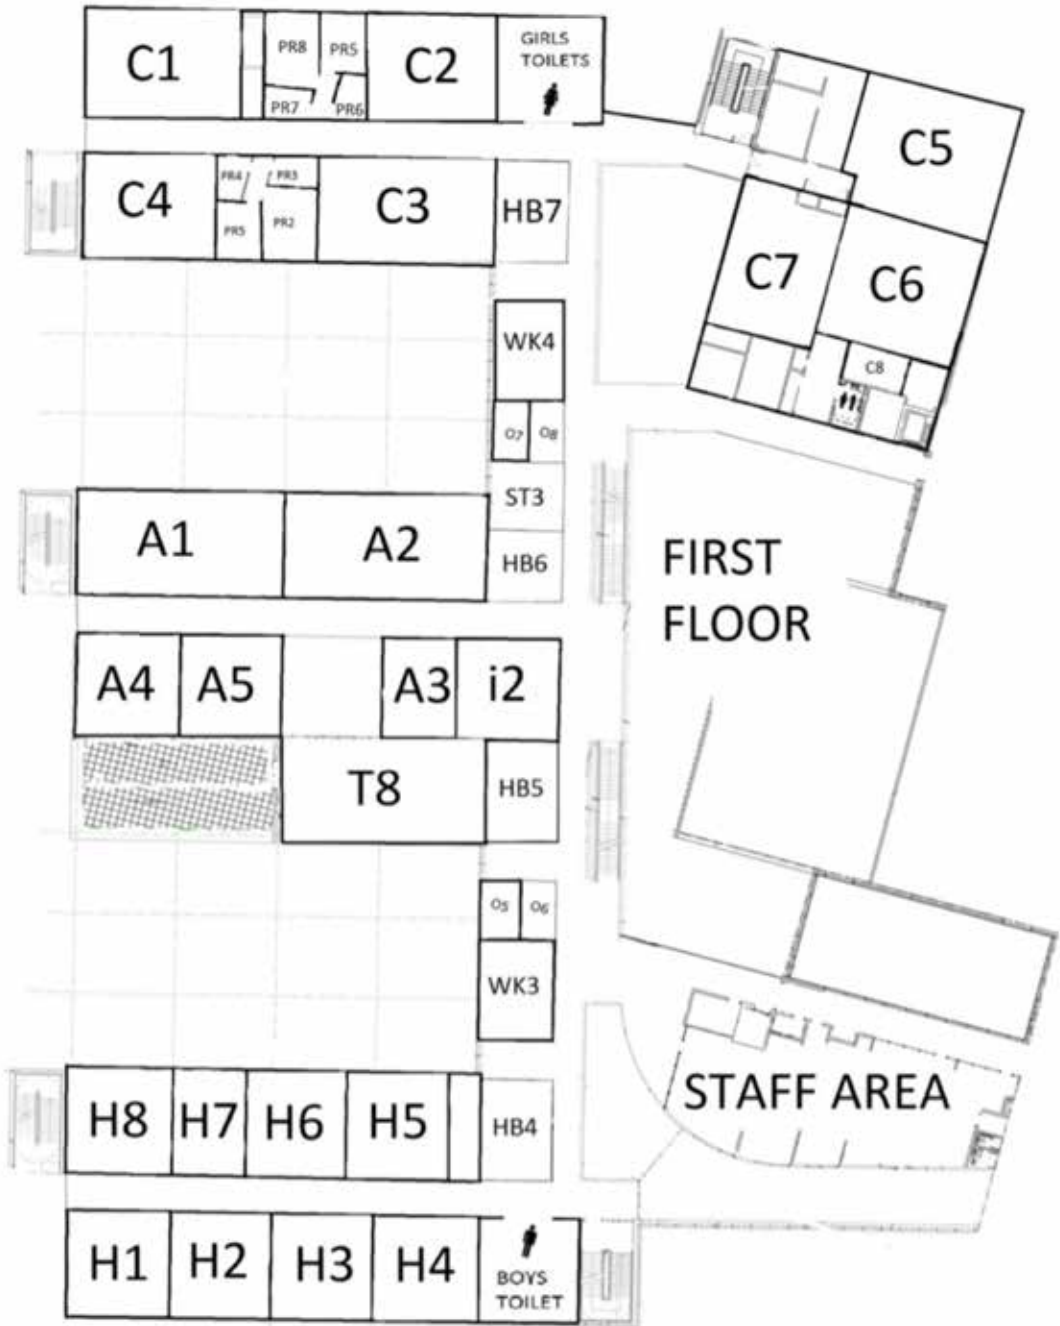 C1
PR8
PR5
PR7
PR6
C2
GIRLS
TOILETS
C5
C4
PR4
PR3
PR5
PR2
C3
HB7
C7
C6
C8
WK4
O7
O8
ST3
A1
A2
HB6
FIRST
FLOOR
A4
A5
A3
i2
T8
HB5
O5
O6
WK3
H8
H7
H6
H5
HB4
STAFF AREA
H1
H2
H3
H4
BOYS
TOILET